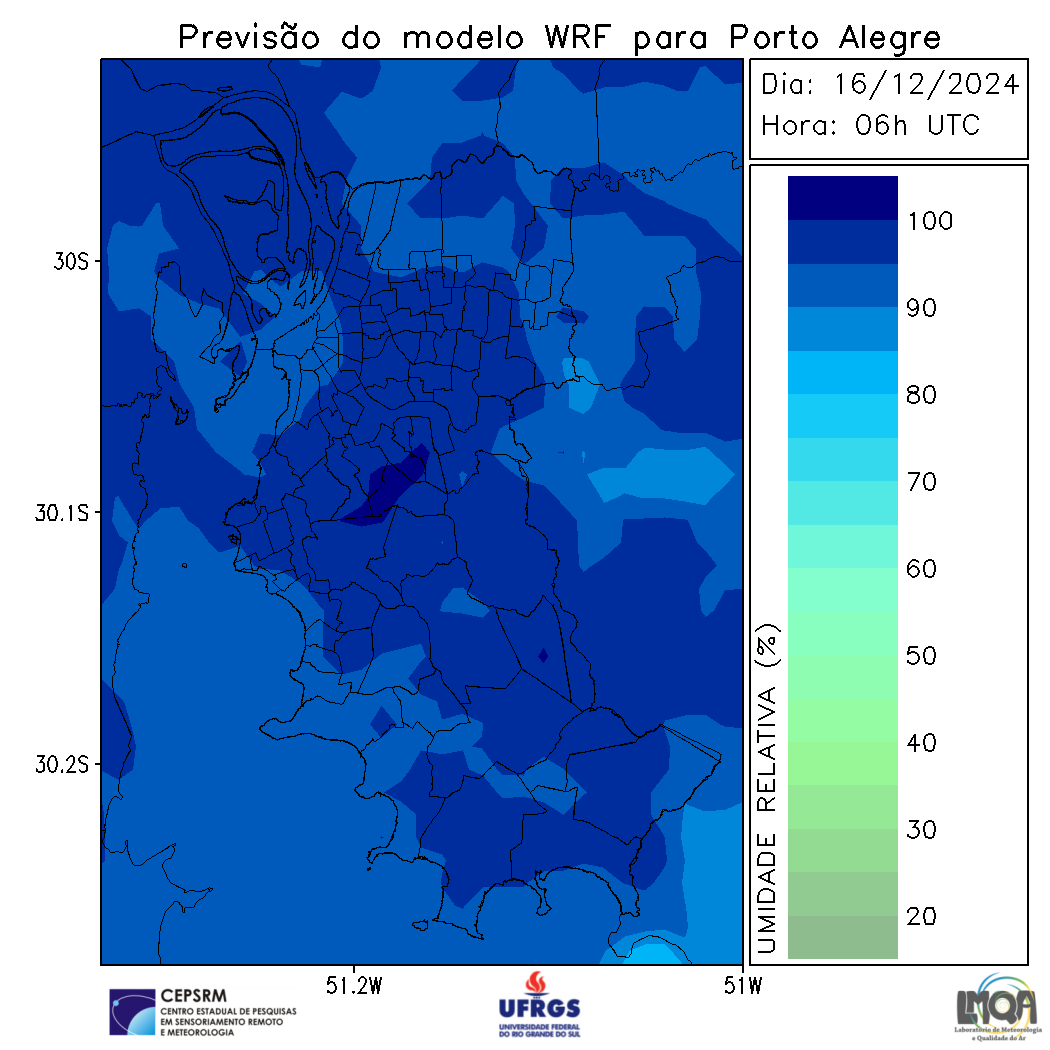 Previsão do modelo WRF para Porto Alegre
Dia: 16/12/2024
Hora: 06h UTC
100
90
80
70
60
50
40
30
20
UMIDADE RELATIVA (%)
30S
30.1S
30.2S
51.2W
51W
CEPSRM
CENTRO ESTADUAL DE PESQUISAS
EM SENSORIAMENTO REMOTO
E METEOROLOGIA
UFRGS
UNIVERSIDADE FEDERAL
DO RIO GRANDE DO SUL
LMQA
Laboratório de Meteorologia
e Qualidade do Ar